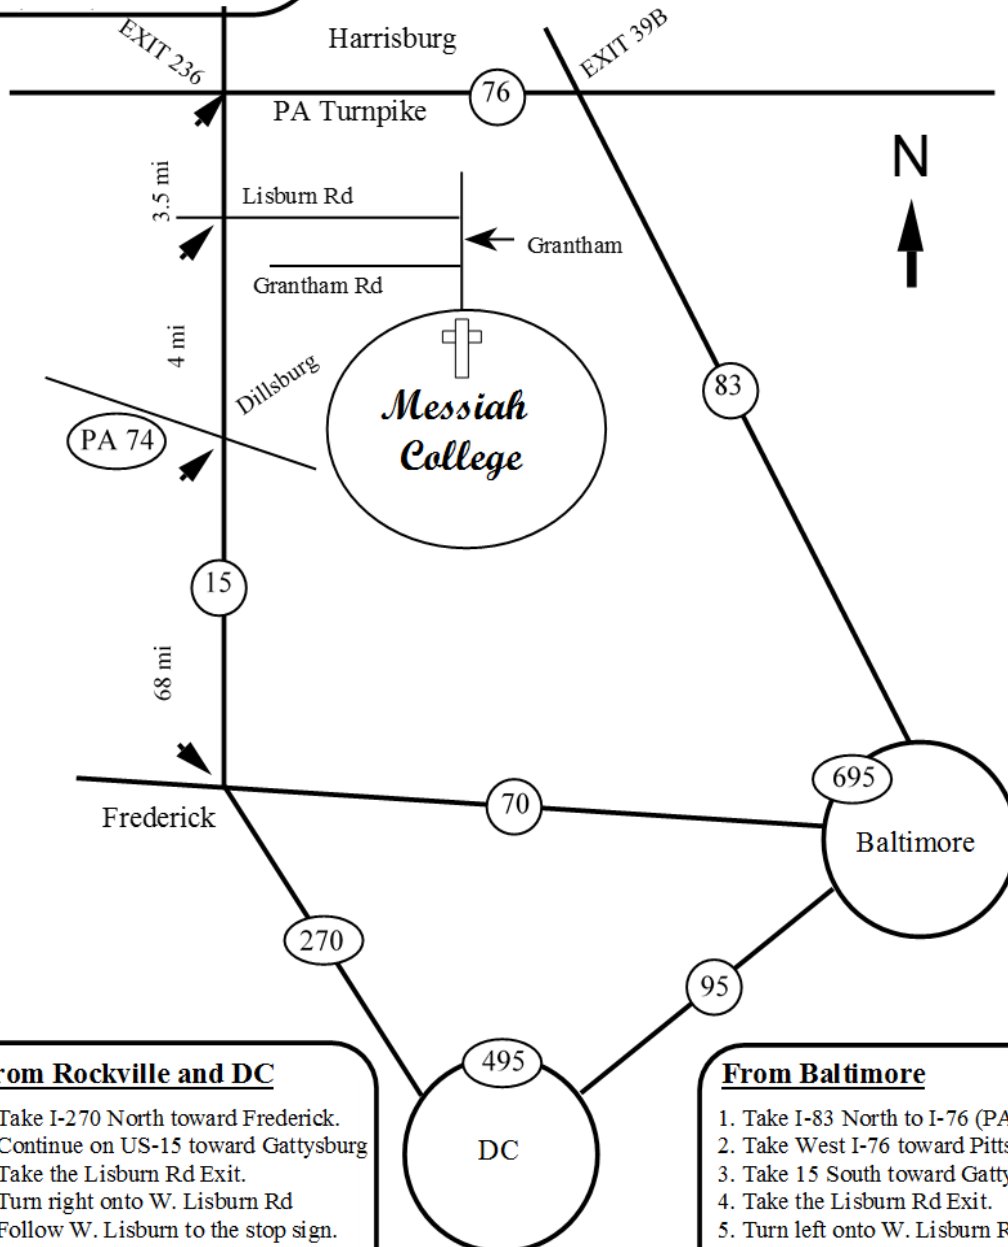 EXIT 236
Harrisburg
EXIT 39B
76
PA Turnpike
N
3.5 mi
Lisburn Rd
Grantham
Grantham Rd
4 mi
Dillsburg
83
Messiah
College
PA 74
15
68 mi
695
70
Frederick
Baltimore
270
95
495
DC
rom Rockville and DC
Take I-270 North toward Frederick.
Continue on US-15 toward Gattysburg
Take the Lisburn Rd Exit.
Turn right onto W. Lisburn Rd
Follow W. Lisburn to the stop sign.
From Baltimore
1. Take I-83 North to I-76 (PA
2. Take West I-76 toward Pitts
3. Take 15 South toward Gatty
4. Take the Lisburn Rd Exit.
5. Turn left onto W. Lisburn R